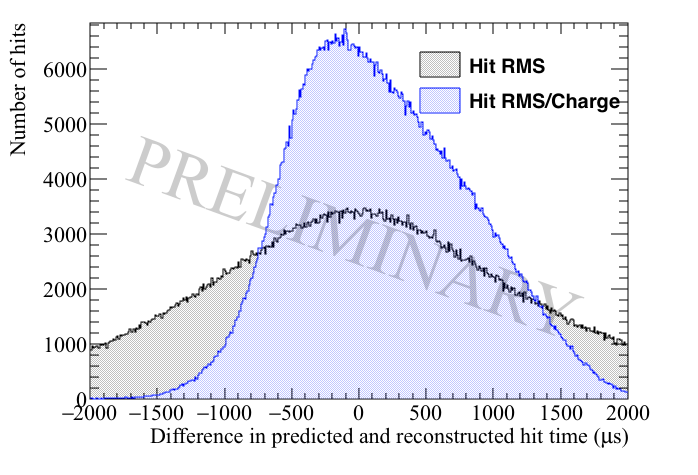 Number of hits
6000
5000
4000
3000
2000
1000
0
Hit RMS
Hit RMS/Charge
PRELIMINARY
−2000 −1500 −1000 −500 0 500 1000 1500 2000
Difference in predicted and reconstructed hit time (μs)